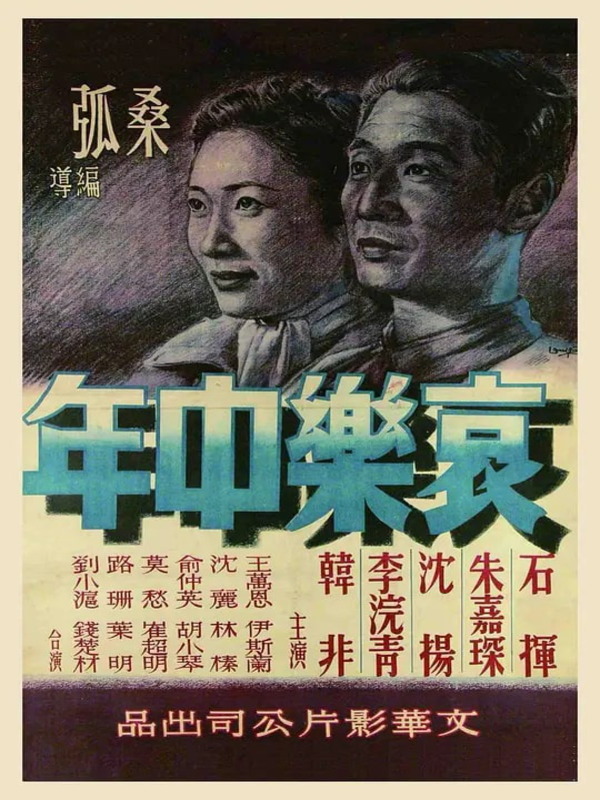 桑弧
編導
哀樂中年
石揮
朱嘉琛
沈揚
李浣青
韓非
主演
王萬恩 伊斯蘭
沈麗 林榛
俞仲英 胡小琴
莫愁 崔超明
路珊 葉明
劉小滬 錢楚材
合演
文華影片公司出品